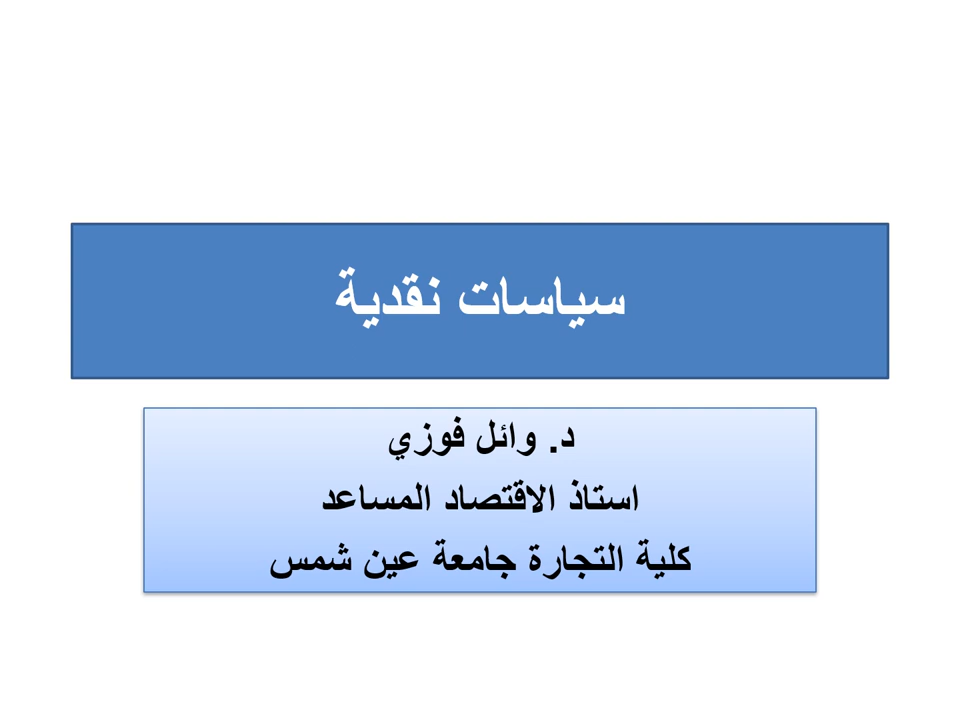 سياسات نقدية
د. وائل فوزي
استاذ الاقتصاد المساعد
كلية التجارة جامعة عين شمس